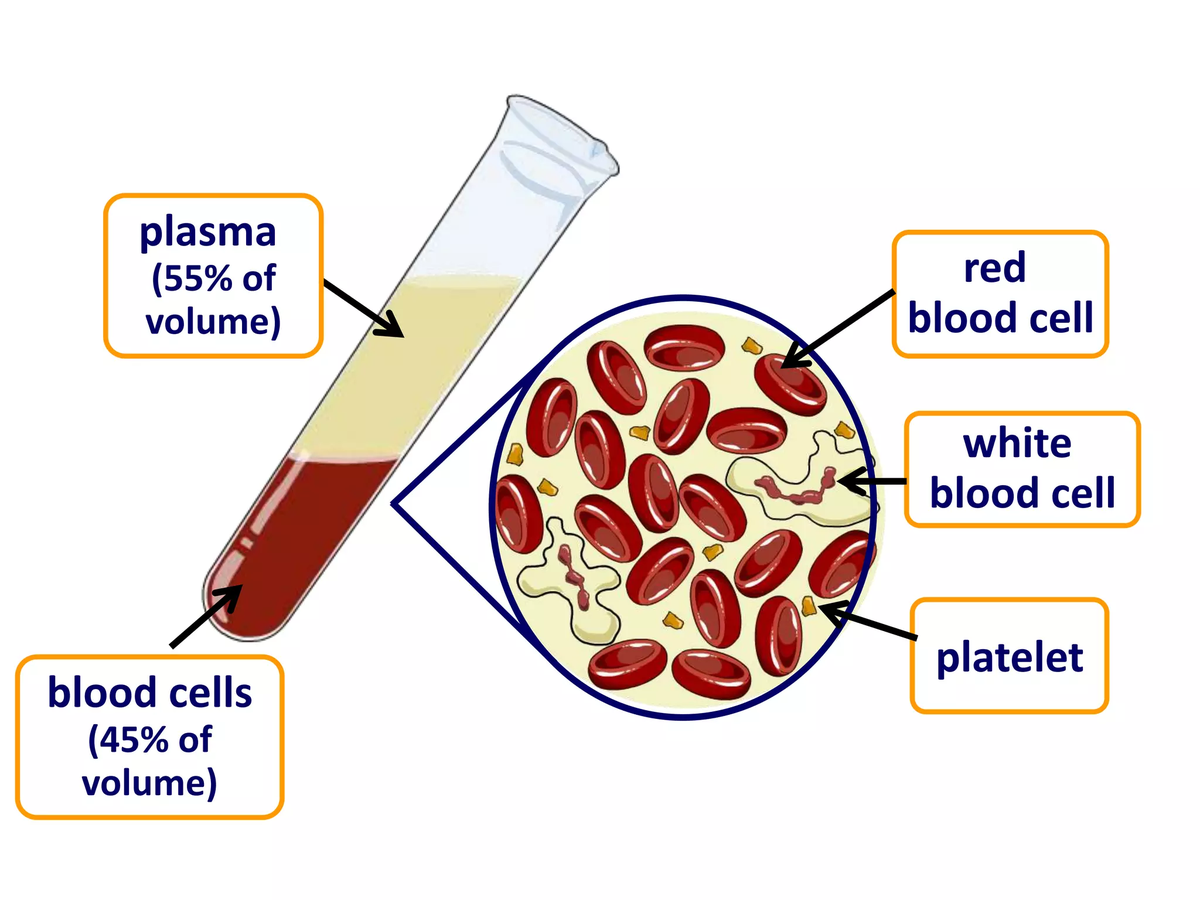 plasma
(55% of
volume)
red
blood cell
white
blood cell
platelet
blood cells
(45% of
volume)